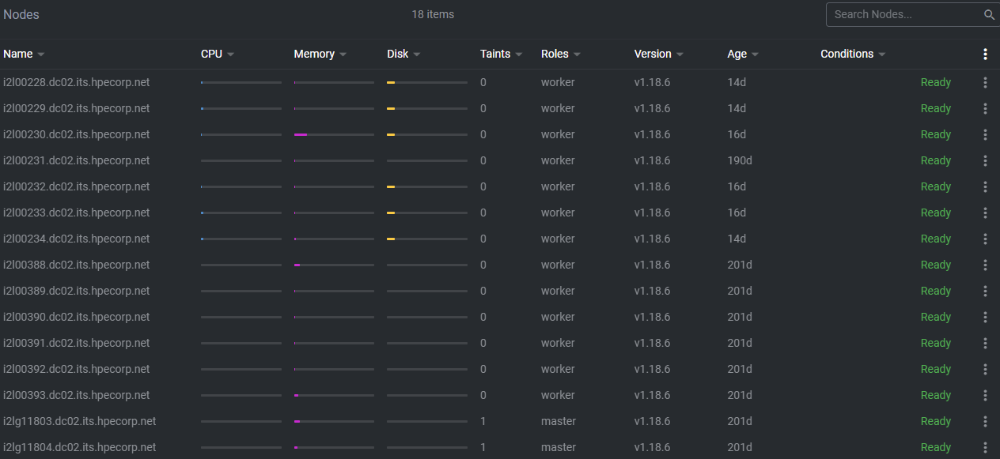 Nodes 18 items Search Nodes...
Name CPU Memory Disk Taints Roles Version Age Conditions
i2l00228.dc02.its.hpecorp.net 0 worker v1.18.6 14d Ready
i2l00229.dc02.its.hpecorp.net 0 worker v1.18.6 14d Ready
i2l00230.dc02.its.hpecorp.net 0 worker v1.18.6 16d Ready
i2l00231.dc02.its.hpecorp.net 0 worker v1.18.6 190d Ready
i2l00232.dc02.its.hpecorp.net 0 worker v1.18.6 16d Ready
i2l00233.dc02.its.hpecorp.net 0 worker v1.18.6 16d Ready
i2l00234.dc02.its.hpecorp.net 0 worker v1.18.6 14d Ready
i2l00388.dc02.its.hpecorp.net 0 worker v1.18.6 201d Ready
i2l00389.dc02.its.hpecorp.net 0 worker v1.18.6 201d Ready
i2l00390.dc02.its.hpecorp.net 0 worker v1.18.6 201d Ready
i2l00391.dc02.its.hpecorp.net 0 worker v1.18.6 201d Ready
i2l00392.dc02.its.hpecorp.net 0 worker v1.18.6 201d Ready
i2l00393.dc02.its.hpecorp.net 0 worker v1.18.6 201d Ready
i2lg11803.dc02.its.hpecorp.net 1 master v1.18.6 201d Ready
i2lg11804.dc02.its.hpecorp.net 1 master v1.18.6 201d Ready